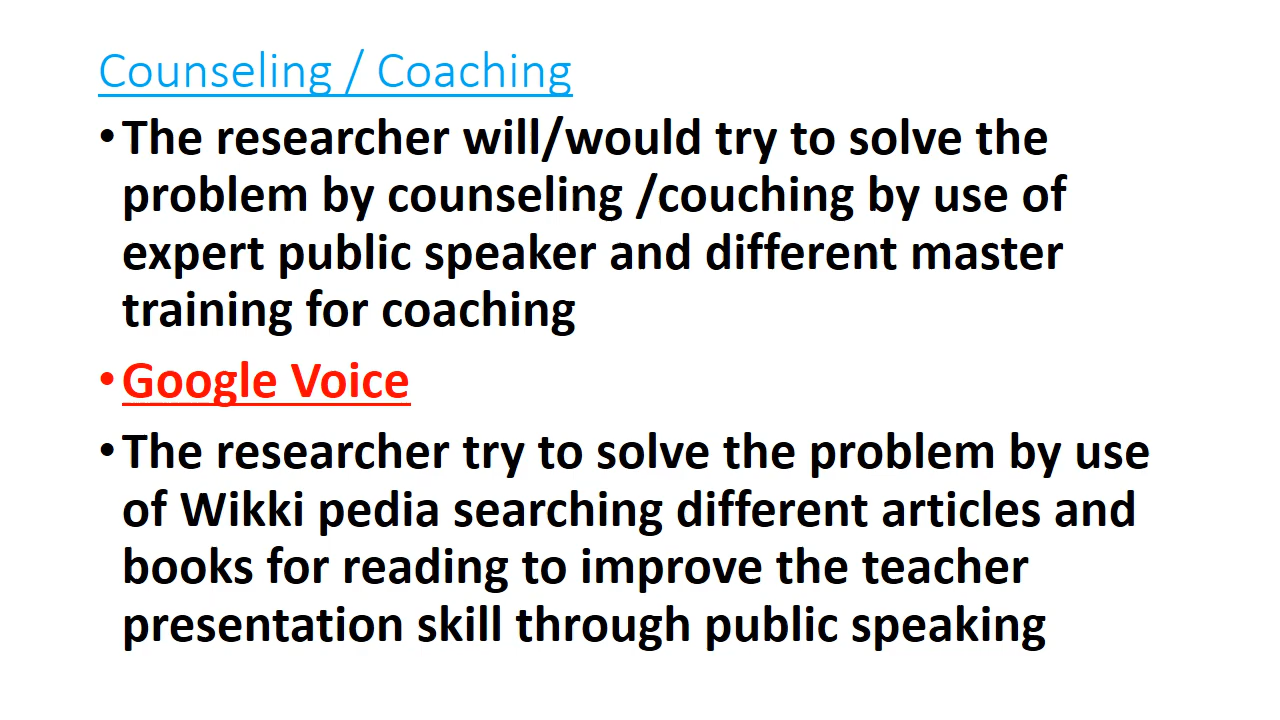 Counseling / Coaching
•The researcher will/would try to solve the
problem by counseling /couching by use of
expert public speaker and different master
training for coaching
•Google Voice
•The researcher try to solve the problem by use
of Wikki pedia searching different articles and
books for reading to improve the teacher
presentation skill through public speaking